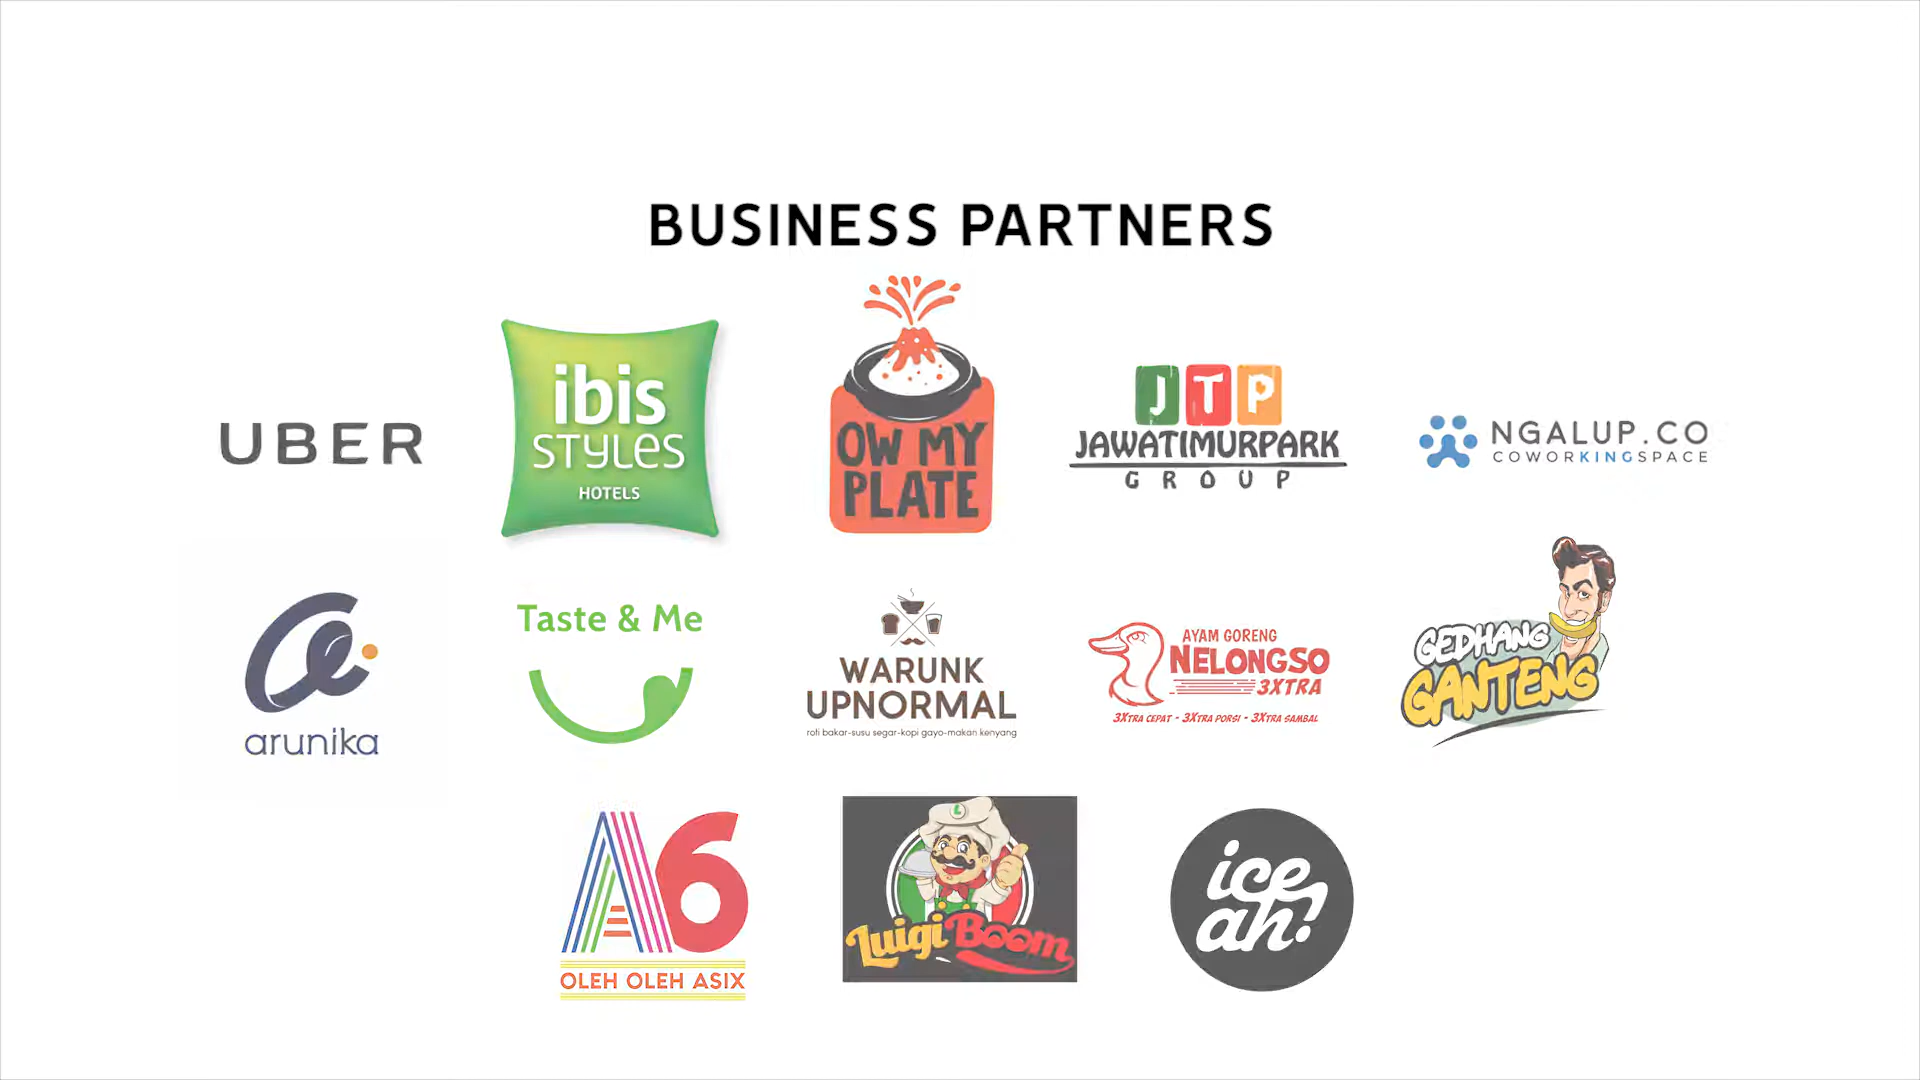 BUSINESS PARTNERS
UBER
ibis
STYLES
HOTELS
OW MY
PLATE
JTP
JAWATIMURPARK
GROUP
NGALUP.CO
COWORKINGSPACE
arunika
Taste & Me
WARUNK
UPNORMAL
roti bakar-susu segar-kopi gayo-makan kenyang
AYAM GORENG
NELONGSO
3XTRA
3XTRA CEPAT - 3XTRA PORSI - 3XTRA SAMBAL
GEDHANG
GANTENG
A6
OLEH OLEH ASIX
L
Luigi Boom
ice
ah!